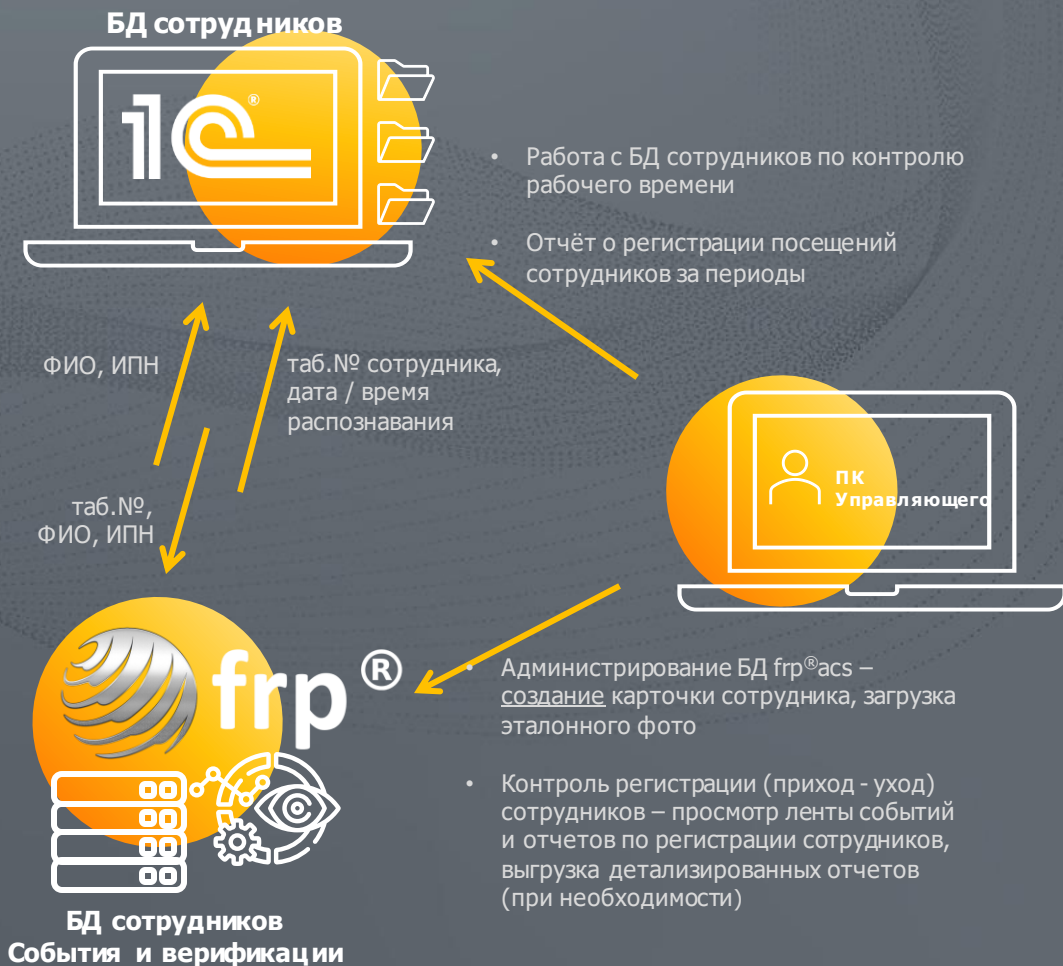 БД сотрудников
1С®
• Работа с БД сотрудников по контролю
рабочего времени
• Отчёт о регистрации посещений
сотрудников за периоды
ФИО, ИПН
таб.№ сотрудника,
дата / время
распознавания
таб.№,
ФИО, ИПН
ПК
Управляющего
frp®
• Администрирование БД frp®acs –
создание карточки сотрудника, загрузка
эталонного фото
• Контроль регистрации (приход - уход)
сотрудников – просмотр ленты событий
и отчетов по регистрации сотрудников,
выгрузка детализированных отчетов
(при необходимости)
БД сотрудников
События и верификации